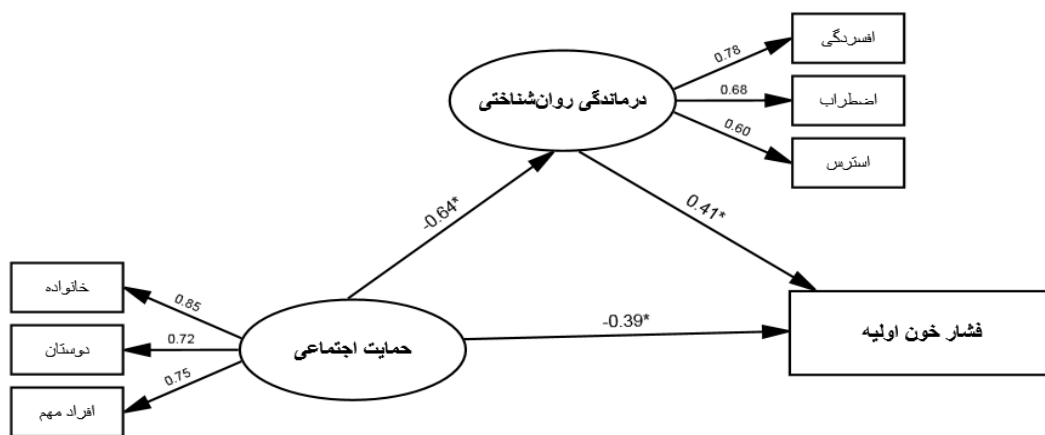 افسردگی
0.78
درماندگی روان‌شناختی
0.68
اضطراب
0.60
استرس
-0.64*
0.41*
خانواده
0.85
دوستان
0.72
حمایت اجتماعی
-0.39*
فشار خون اولیه
0.75
افراد مهم